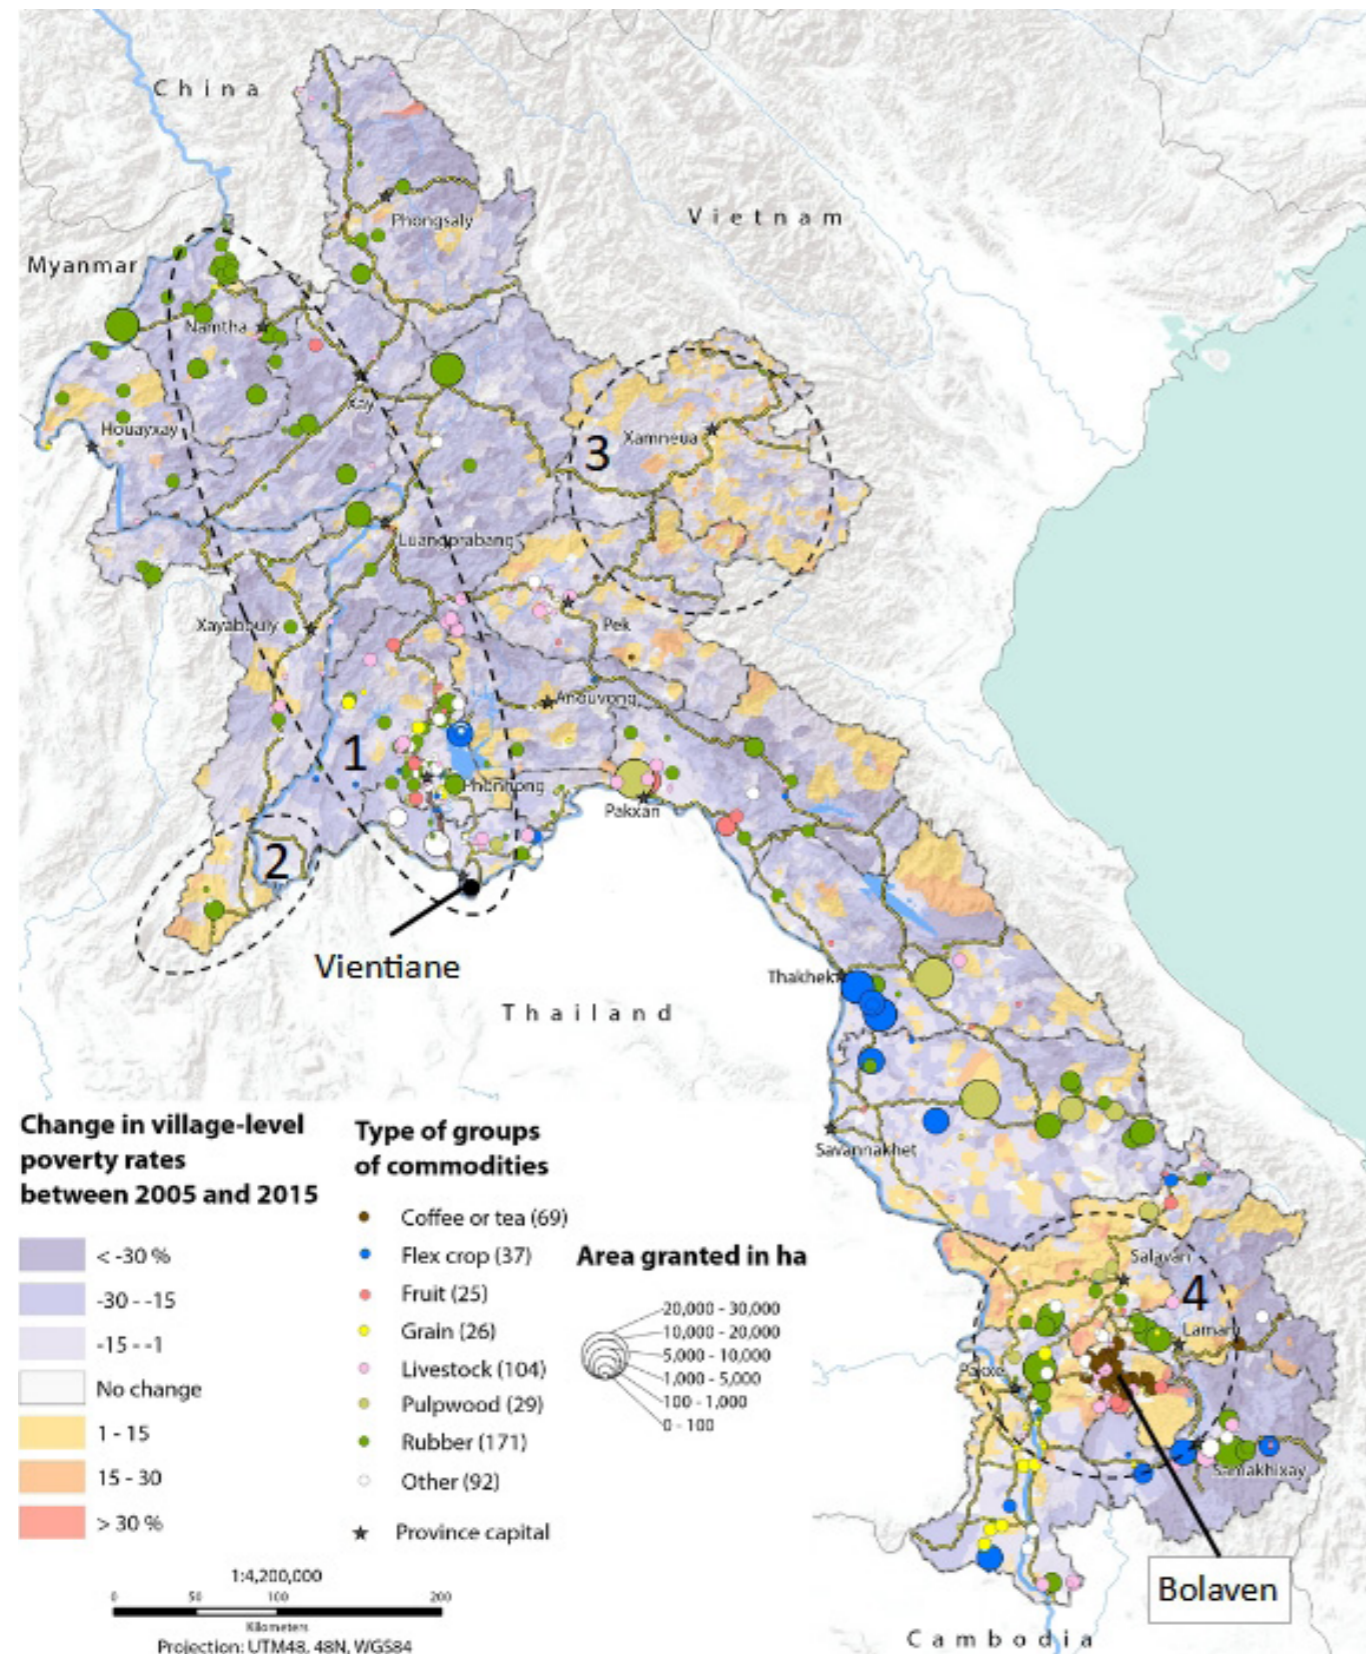 China
Vietnam
Myanmar
Phongsaly
Namtha
Xay
Houayxay
3
Xamneua
Luangprabang
Xayabouly
Pek
Anouvong
1
Phonhong
Pakxan
2
Vientiane
Thakhek
Thailand
Savannakhet
Salavan
4
Lamam
Pakxe
Samakhixay
Bolaven
Cambodia
Change in village-level
poverty rates
between 2005 and 2015
< -30 %
-30 - -15
-15 - -1
No change
1 - 15
15 - 30
> 30 %
Type of groups
of commodities
Coffee or tea (69)
Flex crop (37)
Fruit (25)
Grain (26)
Livestock (104)
Pulpwood (29)
Rubber (171)
Other (92)
Province capital
Area granted in ha
20,000 - 30,000
10,000 - 20,000
5,000 - 10,000
1,000 - 5,000
100 - 1,000
0 - 100
1:4,200,000
0 50 100 200
Kilometers
Projection: UTM48, 48N, WGS84